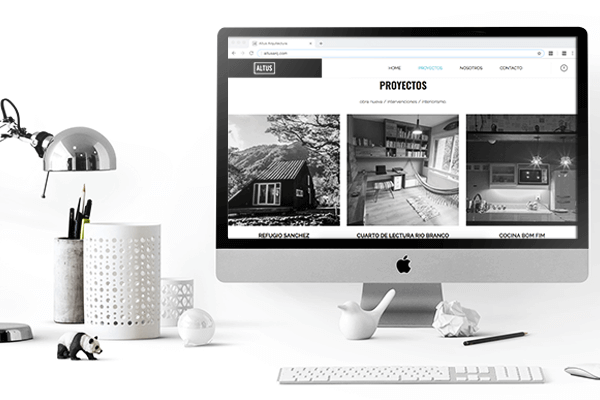 Altus Arquitectura
altusarq.com
ALTUS
HOME PROYECTOS NOSOTROS CONTACTO
PROYECTOS
obra nueva / intervenciones / interiorismo
REFUGIO SANCHEZ CUARTO DE LECTURA RIO BRANCO COCINA BOM FIM